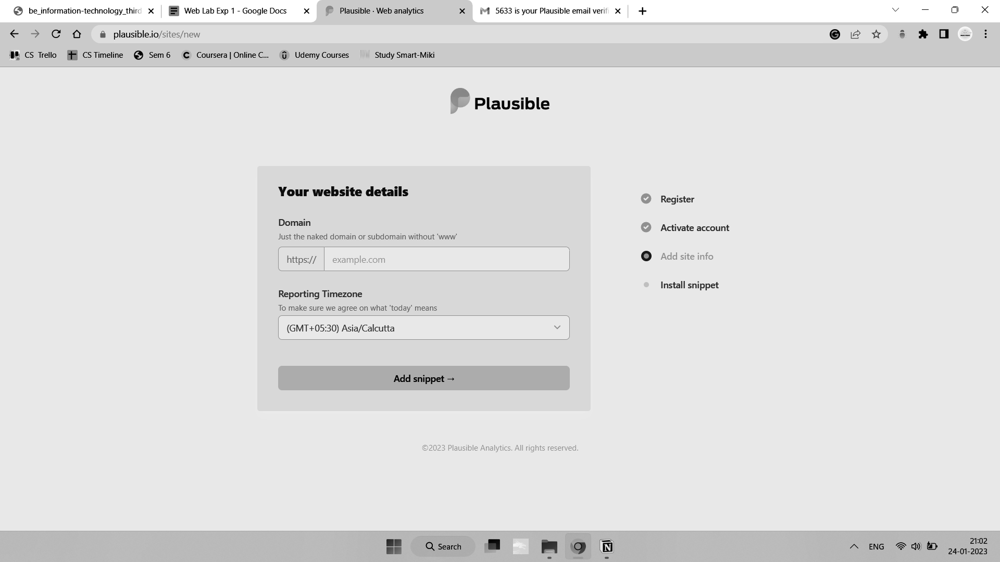 be_information-technology_third
Web Lab Exp 1 - Google Docs
Plausible · Web analytics
5633 is your Plausible email verifi
plausible.io/sites/new
CS Trello
CS Timeline
Sem 6
Coursera | Online C...
Udemy Courses
Study Smart-Miki
Plausible
Your website details
Domain
Just the naked domain or subdomain without 'www'
https://
example.com
Reporting Timezone
To make sure we agree on what 'today' means
(GMT+05:30) Asia/Calcutta
Add snippet →
Register
Activate account
Add site info
Install snippet
©2023 Plausible Analytics. All rights reserved.
Search
ENG
21:02
24-01-2023